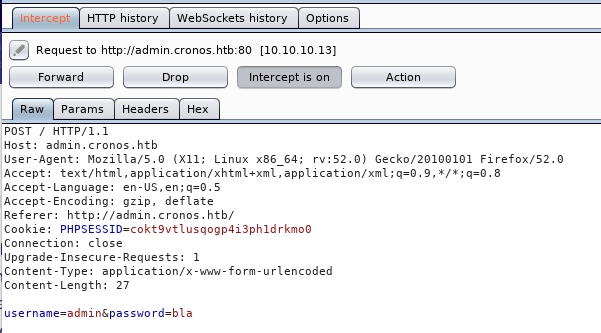 Intercept HTTP history WebSockets history Options
Request to http://admin.cronos.htb:80 [10.10.10.13]
Forward Drop Intercept is on Action
Raw Params Headers Hex
POST / HTTP/1.1
Host: admin.cronos.htb
User-Agent: Mozilla/5.0 (X11; Linux x86_64; rv:52.0) Gecko/20100101 Firefox/52.0
Accept: text/html,application/xhtml+xml,application/xml;q=0.9,*/*;q=0.8
Accept-Language: en-US,en;q=0.5
Accept-Encoding: gzip, deflate
Referer: http://admin.cronos.htb/
Cookie: PHPSESSID=cokt9vtlusqogp4i3ph1drkmo0
Connection: close
Upgrade-Insecure-Requests: 1
Content-Type: application/x-www-form-urlencoded
Content-Length: 27
username=admin&password=bla